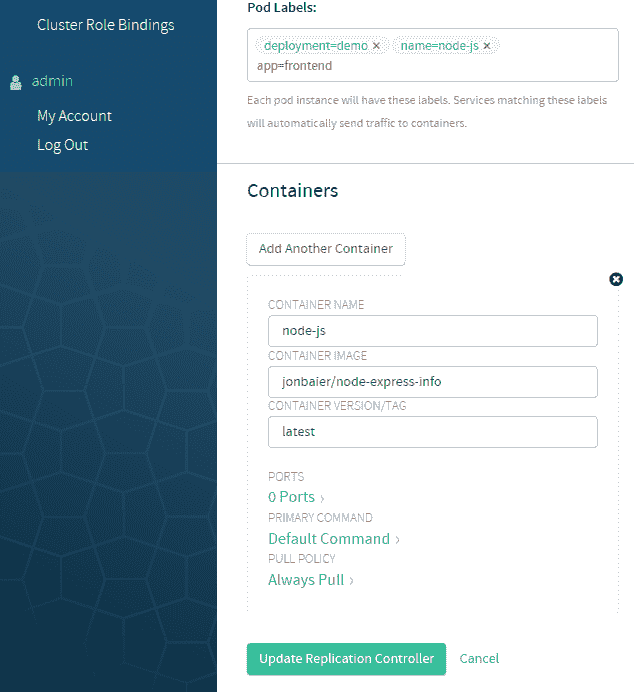 Cluster Role Bindings
admin
My Account
Log Out
Pod Labels:
deployment=demo × name=node-js ×
app=frontend
Each pod instance will have these labels. Services matching these labels
will automatically send traffic to containers.
Containers
Add Another Container
CONTAINER NAME
node-js
CONTAINER IMAGE
jonbaier/node-express-info
CONTAINER VERSION/TAG
latest
PORTS
0 Ports ›
PRIMARY COMMAND
Default Command ›
PULL POLICY
Always Pull ›
Update Replication Controller Cancel